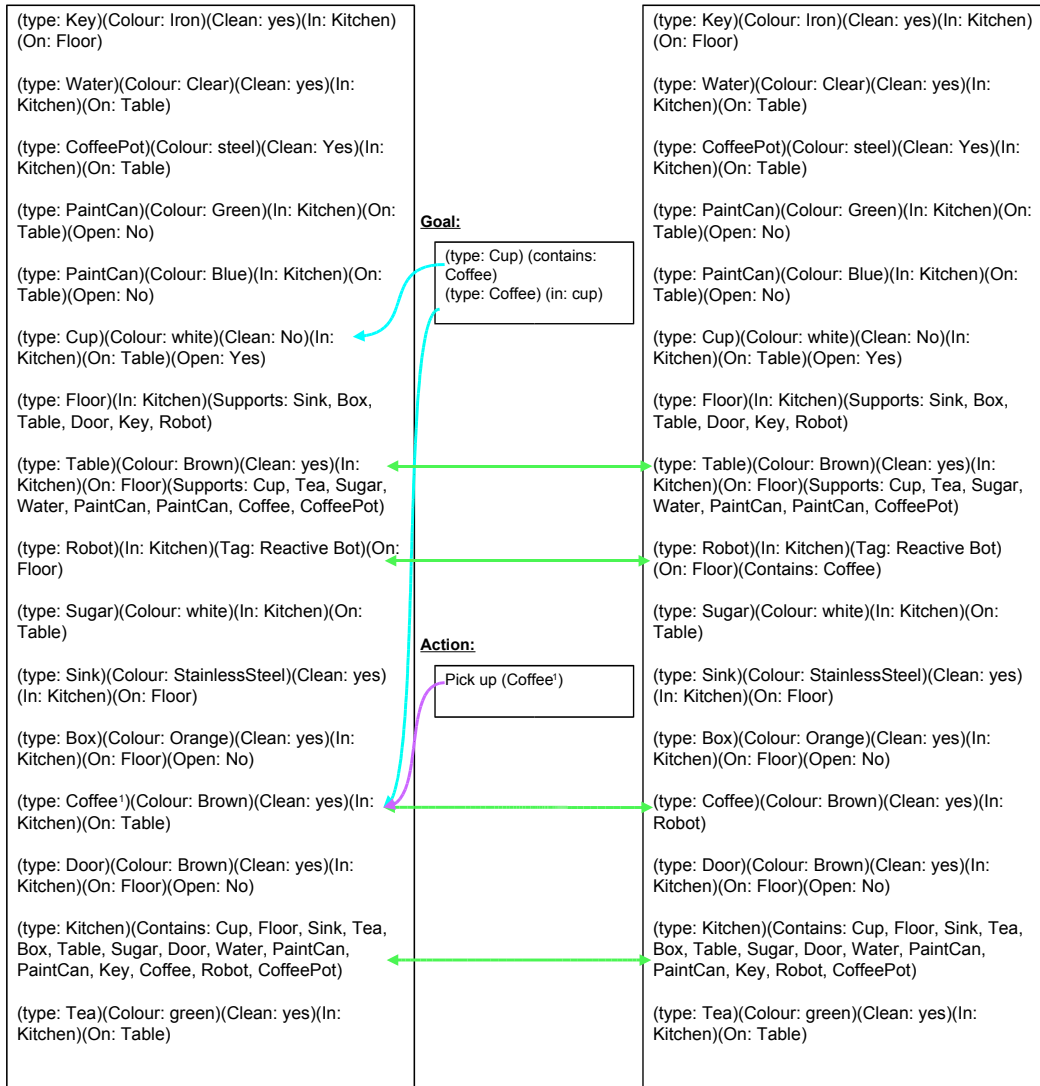 (type: Key)(Colour: Iron)(Clean: yes)(In: Kitchen)
(On: Floor)
(type: Water)(Colour: Clear)(Clean: yes)(In:
Kitchen)(On: Table)
(type: CoffeePot)(Colour: steel)(Clean: Yes)(In:
Kitchen)(On: Table)
(type: PaintCan)(Colour: Green)(In: Kitchen)(On:
Table)(Open: No)
(type: PaintCan)(Colour: Blue)(In: Kitchen)(On:
Table)(Open: No)
(type: Cup)(Colour: white)(Clean: No)(In:
Kitchen)(On: Table)(Open: Yes)
(type: Floor)(In: Kitchen)(Supports: Sink, Box,
Table, Door, Key, Robot)
(type: Table)(Colour: Brown)(Clean: yes)(In:
Kitchen)(On: Floor)(Supports: Cup, Tea, Sugar,
Water, PaintCan, PaintCan, Coffee, CoffeePot)
(type: Robot)(In: Kitchen)(Tag: Reactive Bot)(On:
Floor)
(type: Sugar)(Colour: white)(In: Kitchen)(On:
Table)
(type: Sink)(Colour: StainlessSteel)(Clean: yes)
(In: Kitchen)(On: Floor)
(type: Box)(Colour: Orange)(Clean: yes)(In:
Kitchen)(On: Floor)(Open: No)
(type: Coffee¹)(Colour: Brown)(Clean: yes)(In:
Kitchen)(On: Table)
(type: Door)(Colour: Brown)(Clean: yes)(In:
Kitchen)(On: Floor)(Open: No)
(type: Kitchen)(Contains: Cup, Floor, Sink, Tea,
Box, Table, Sugar, Door, Water, PaintCan,
PaintCan, Key, Coffee, Robot, CoffeePot)
(type: Tea)(Colour: green)(Clean: yes)(In:
Kitchen)(On: Table)
Goal:
(type: Cup) (contains:
Coffee)
(type: Coffee) (in: cup)
Action:
Pick up (Coffee¹)
(type: Key)(Colour: Iron)(Clean: yes)(In: Kitchen)
(On: Floor)
(type: Water)(Colour: Clear)(Clean: yes)(In:
Kitchen)(On: Table)
(type: CoffeePot)(Colour: steel)(Clean: Yes)(In:
Kitchen)(On: Table)
(type: PaintCan)(Colour: Green)(In: Kitchen)(On:
Table)(Open: No)
(type: PaintCan)(Colour: Blue)(In: Kitchen)(On:
Table)(Open: No)
(type: Cup)(Colour: white)(Clean: No)(In:
Kitchen)(On: Table)(Open: Yes)
(type: Floor)(In: Kitchen)(Supports: Sink, Box,
Table, Door, Key, Robot)
(type: Table)(Colour: Brown)(Clean: yes)(In:
Kitchen)(On: Floor)(Supports: Cup, Tea, Sugar,
Water, PaintCan, PaintCan, CoffeePot)
(type: Robot)(In: Kitchen)(Tag: Reactive Bot)
(On: Floor)(Contains: Coffee)
(type: Sugar)(Colour: white)(In: Kitchen)(On:
Table)
(type: Sink)(Colour: StainlessSteel)(Clean: yes)
(In: Kitchen)(On: Floor)
(type: Box)(Colour: Orange)(Clean: yes)(In:
Kitchen)(On: Floor)(Open: No)
(type: Coffee)(Colour: Brown)(Clean: yes)(In:
Robot)
(type: Door)(Colour: Brown)(Clean: yes)(In:
Kitchen)(On: Floor)(Open: No)
(type: Kitchen)(Contains: Cup, Floor, Sink, Tea,
Box, Table, Sugar, Door, Water, PaintCan,
PaintCan, Key, Robot, CoffeePot)
(type: Tea)(Colour: green)(Clean: yes)(In:
Kitchen)(On: Table)